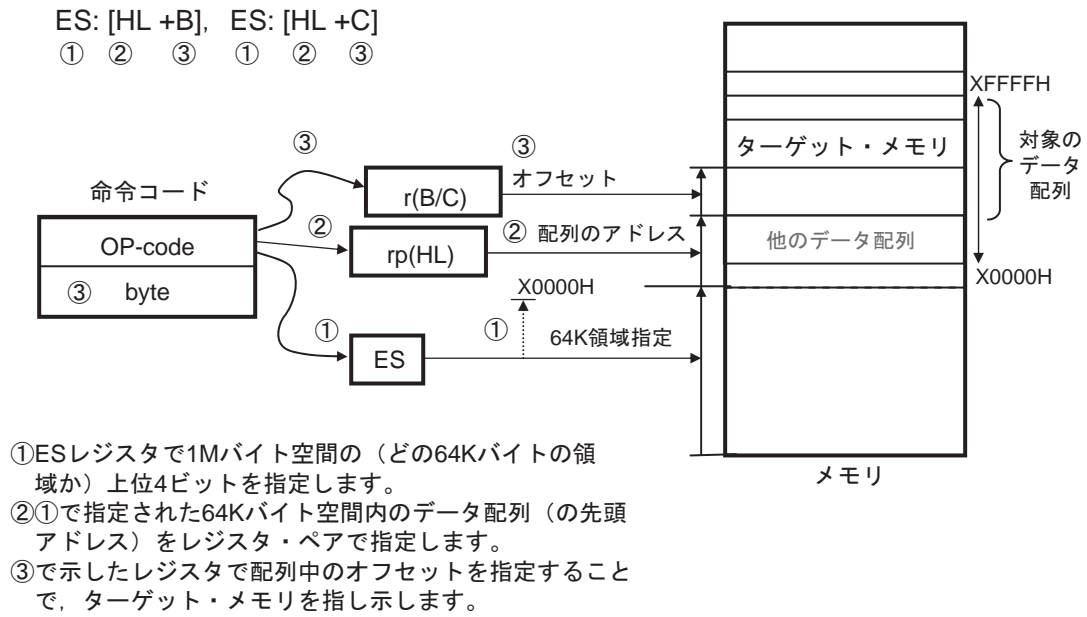 ES: [HL +B],  ES: [HL +C]
① ② ③ ① ② ③
XFFFFH
③
③
オフセット
ターゲット・メモリ
対象の
データ
配列
命令コード
r(B/C)
②
② 配列のアドレス
OP-code
rp(HL)
他のデータ配列
③ byte
X0000H
X0000H
①
①
64K領域指定
ES
メモリ
①ESレジスタで1Mバイト空間の（どの64Kバイトの領
域か）上位4ビットを指定します。
②①で指定された64Kバイト空間内のデータ配列（の先頭
アドレス）をレジスタ・ペアで指定します。
③で示したレジスタで配列中のオフセットを指定すること
で，ターゲット・メモリを指し示します。